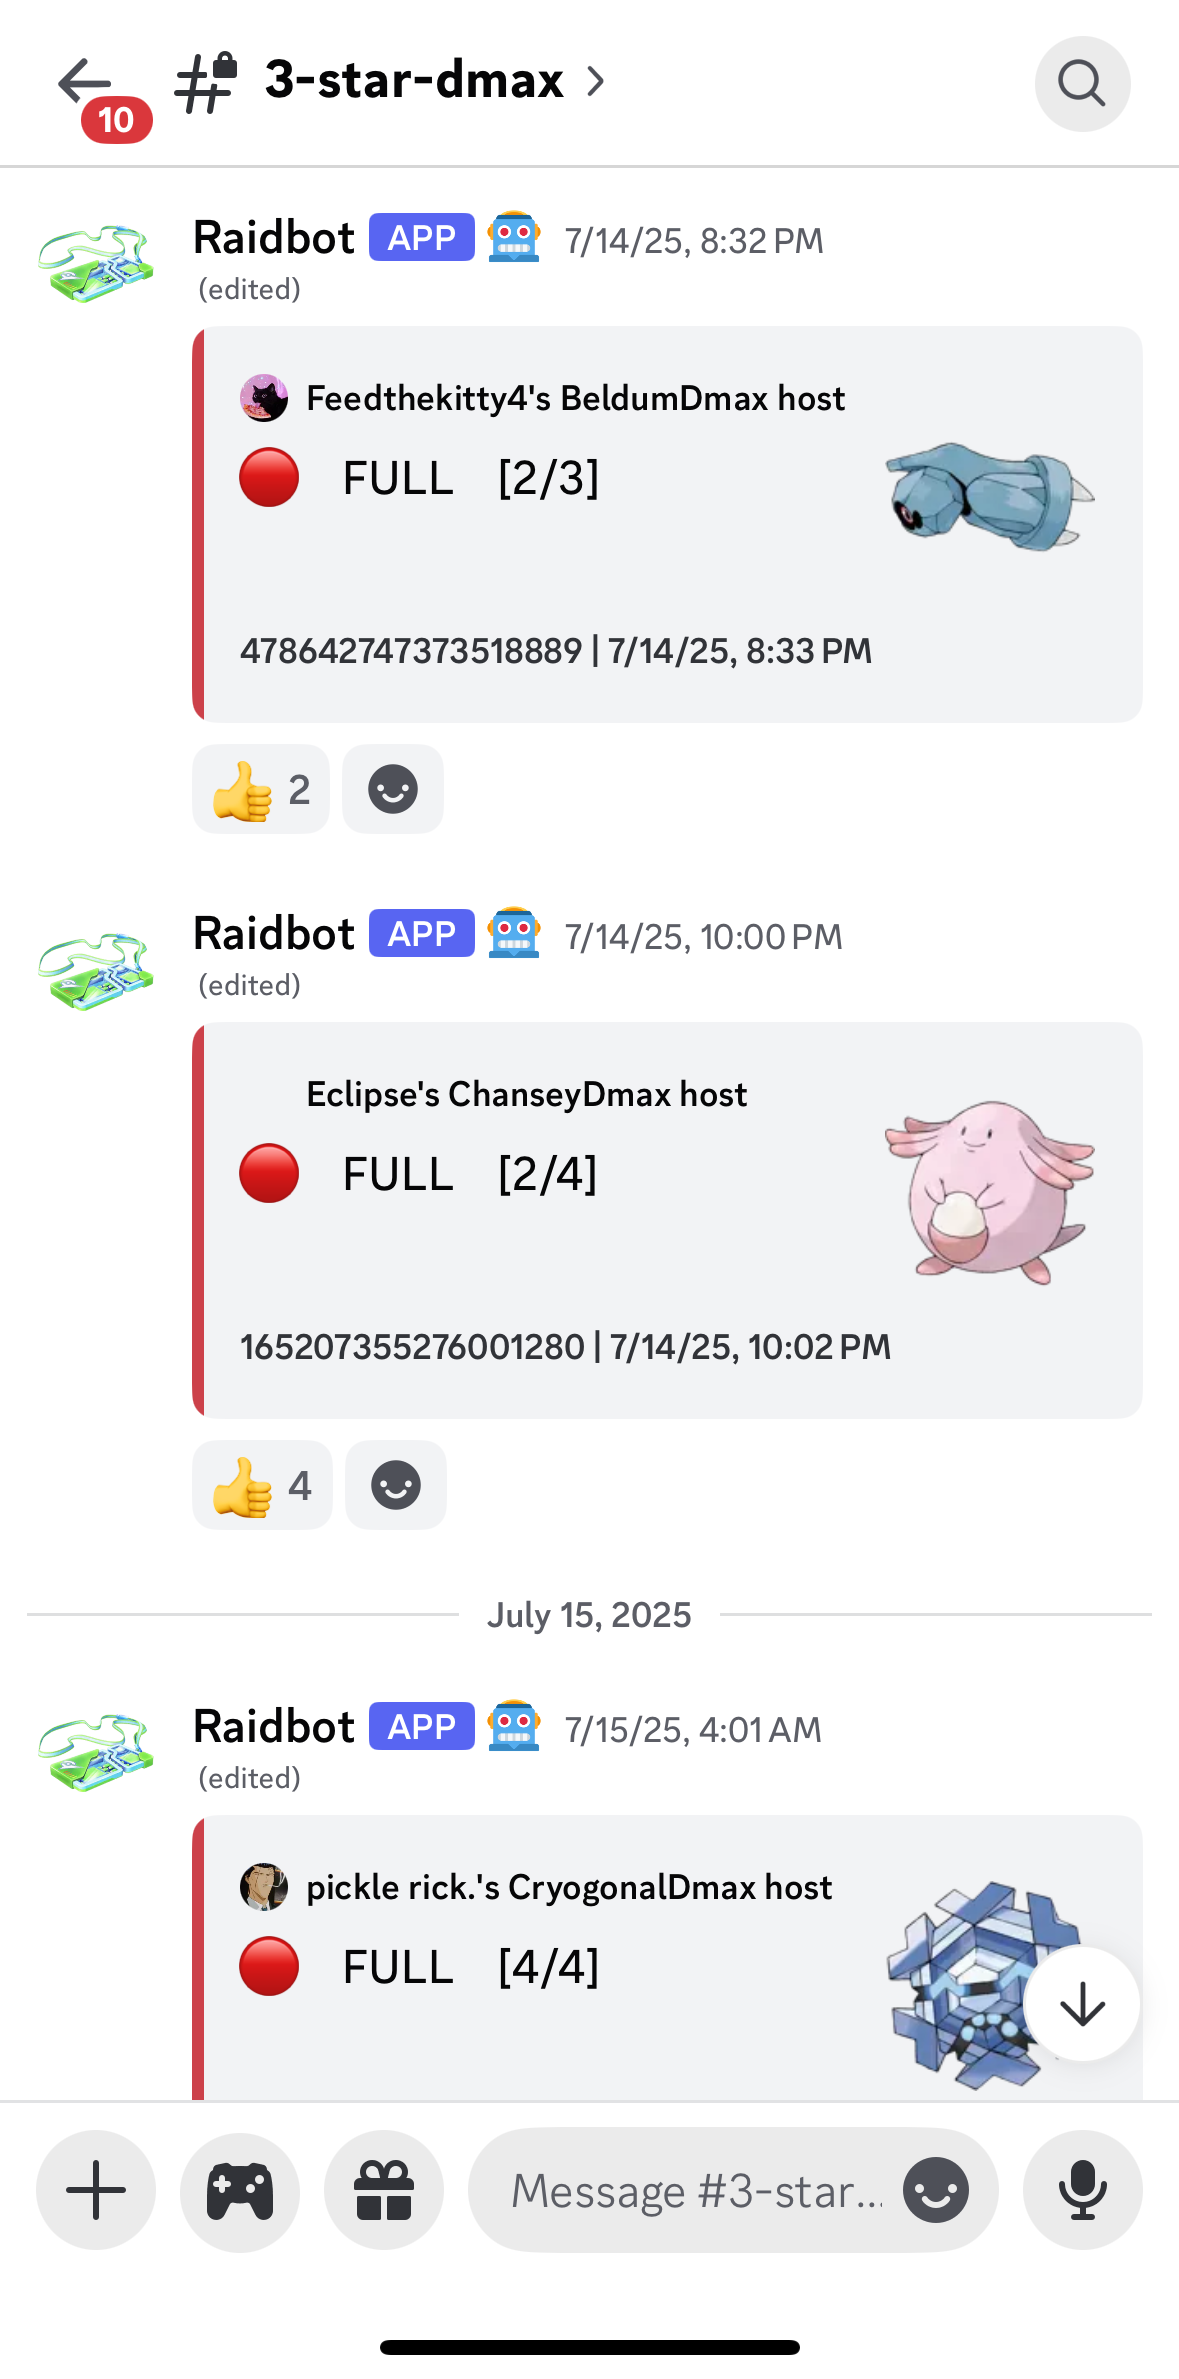 # 3-star-dmax
10
Raidbot APP 7/14/25, 8:32 PM
(edited)
Feedthekitty4's BeldumDmax host
FULL [2/3]
478642747373518889 | 7/14/25, 8:33 PM
2
Raidbot APP 7/14/25, 10:00 PM
(edited)
Eclipse's ChanseyDmax host
FULL [2/4]
165207355276001280 | 7/14/25, 10:02 PM
4
July 15, 2025
Raidbot APP 7/15/25, 4:01 AM
(edited)
pickle rick.'s CryogonalDmax host
FULL [4/4]
Message #3-star...